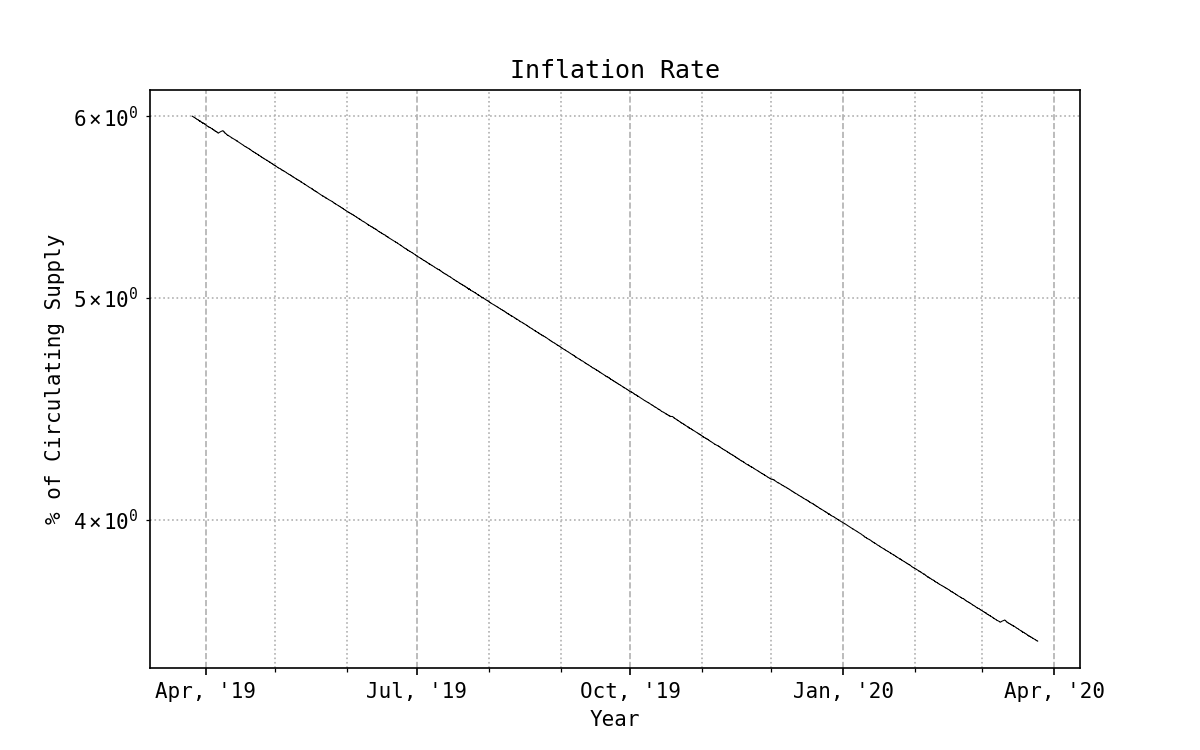 Inflation Rate
% of Circulating Supply
6×10⁰
5×10⁰
4×10⁰
Apr, '19
Jul, '19
Oct, '19
Jan, '20
Apr, '20
Year